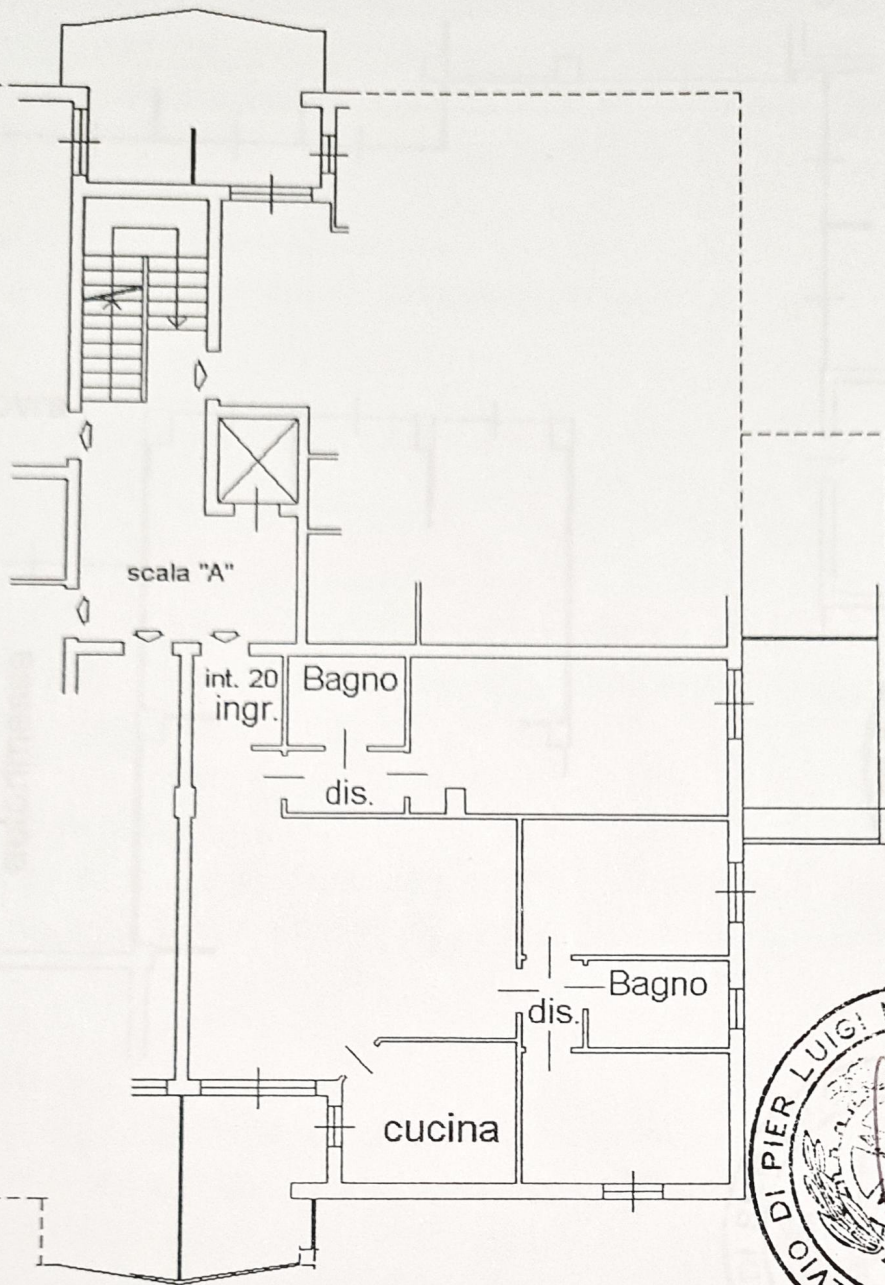 scala "A"
int. 20
ingr.
Bagno
dis.
Bagno
dis.
cucina
DI PIER LUIGI